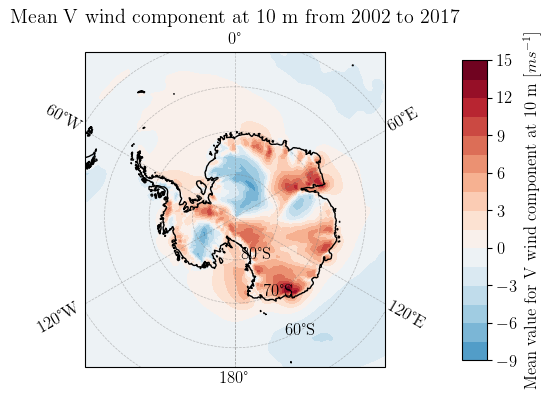 Mean V wind component at 10 m from 2002 to 2017
0°
60°W
60°E
80°S
70°S
60°S
120°W
120°E
180°
15
12
9
6
3
0
−3
−6
−9
Mean value for V wind component at 10 m [ms⁻¹]